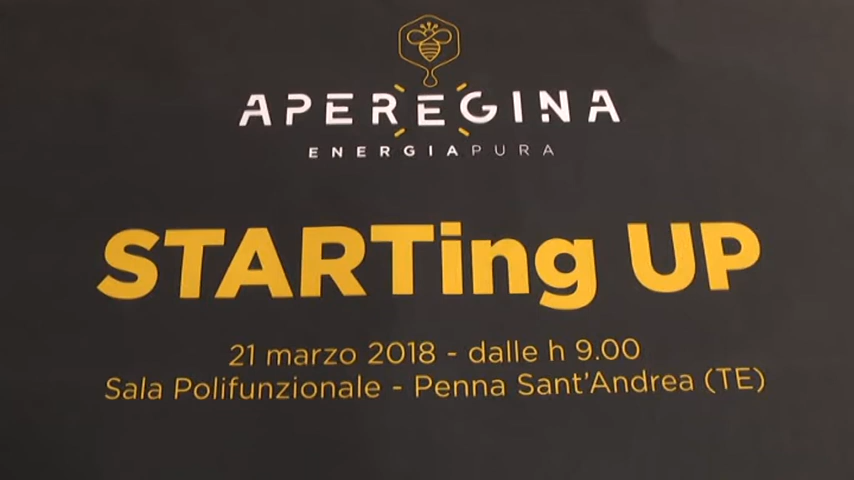 APEREGINA
ENERGIAPURA
STARTing UP
21 marzo 2018 - dalle h 9.00
Sala Polifunzionale - Penna Sant'Andrea (TE)